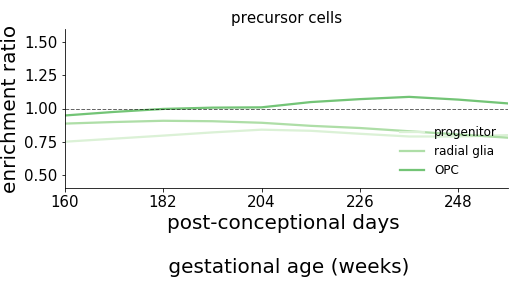 precursor cells
enrichment ratio
1.50
1.25
1.00
0.75
0.50
progenitor
radial glia
OPC
160 182 204 226 248
post-conceptional days
gestational age (weeks)